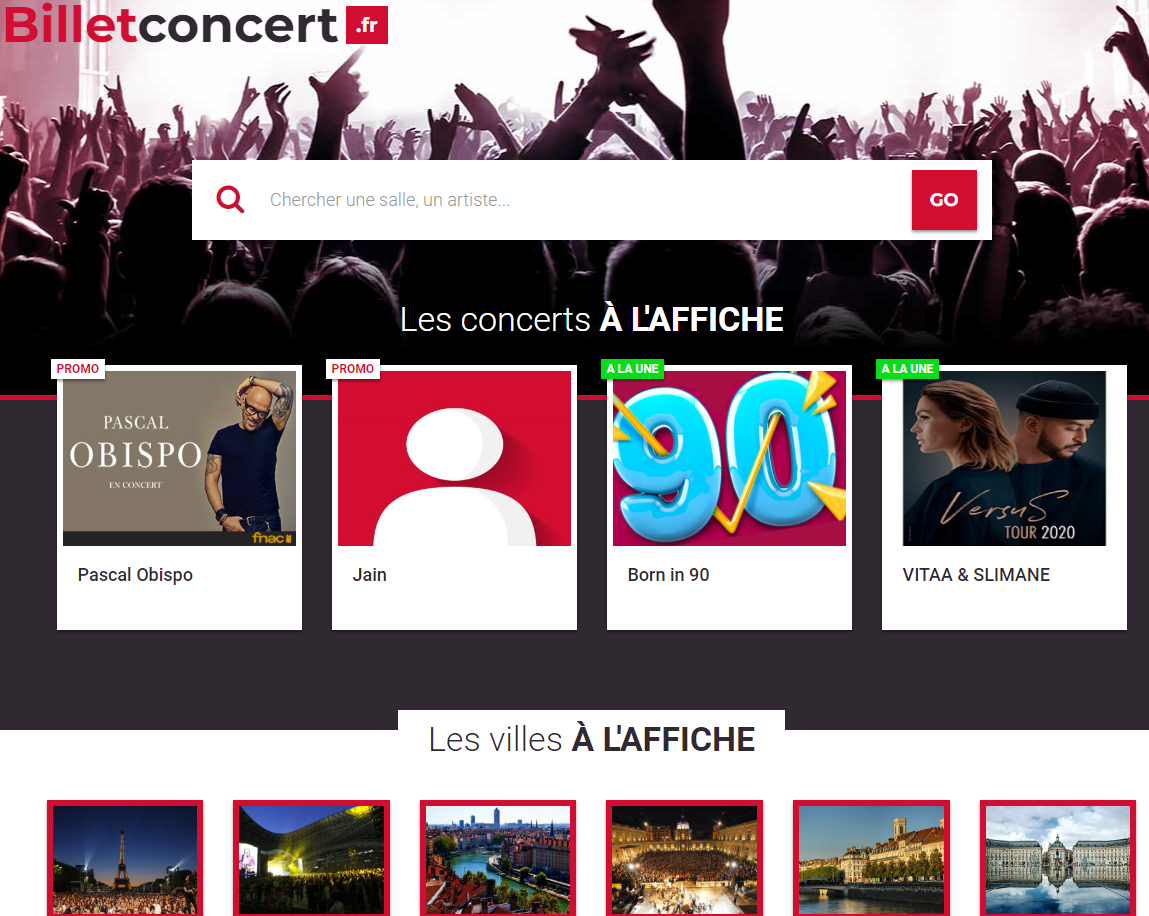 Billetconcert .fr
Chercher une salle, un artiste...
GO
Les concerts À L'AFFICHE
PROMO
PASCAL
OBISPO
EN CONCERT
fnac
Pascal Obispo
PROMO
Jain
A LA UNE
90
Born in 90
A LA UNE
VersuS
TOUR 2020
VITAA & SLIMANE
Les villes À L'AFFICHE